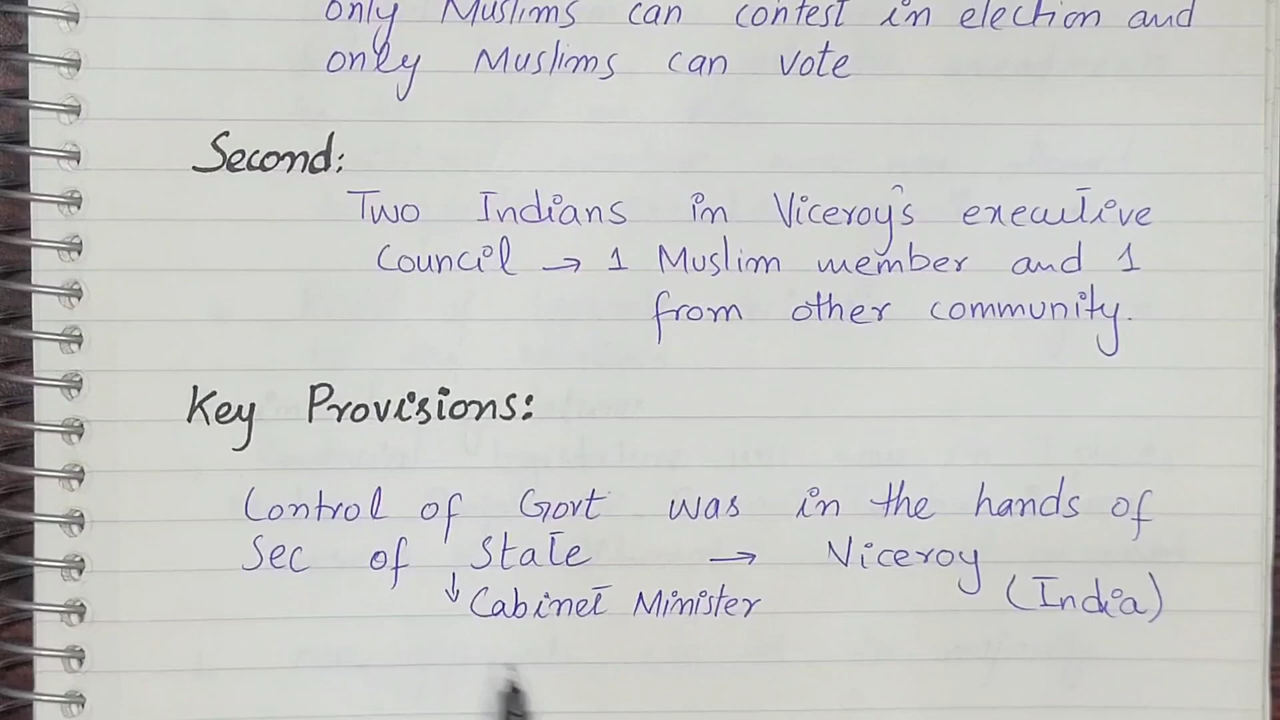 only Muslims can contest in election and
only Muslims can vote
Second:
Two Indians in Viceroy's executive
Council → 1 Muslim member and 1
from other community.
Key Provisions:
Control of Govt was in the hands of
Sec of State → Viceroy
↓ Cabinet Minister (India)